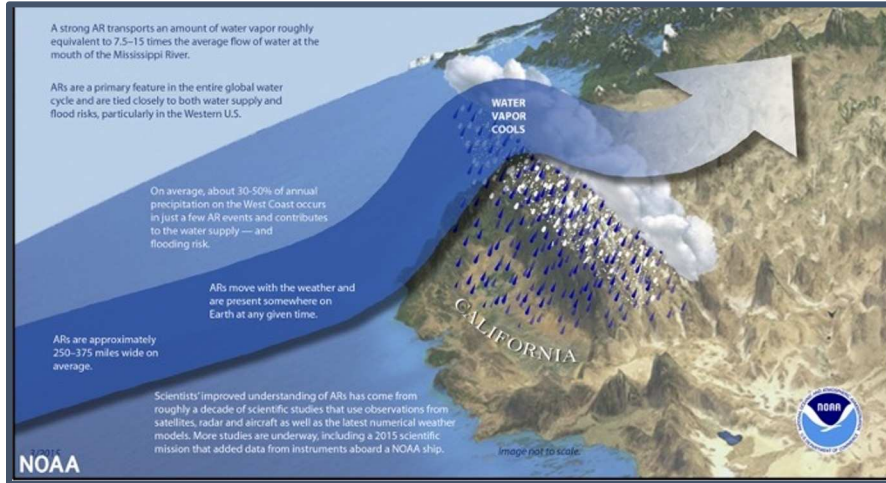 A strong AR transports an amount of water vapor roughly
equivalent to 7.5–15 times the average flow of water at the
mouth of the Mississippi River.
ARs are a primary feature in the entire global water
cycle and are tied closely to both water supply and
flood risks, particularly in the Western U.S.
WATER
VAPOR
COOLS
On average, about 30-50% of annual
precipitation on the West Coast occurs
in just a few AR events and contributes
to the water supply — and
flooding risk.
ARs move with the weather and
are present somewhere on
Earth at any given time.
CALIFORNIA
ARs are approximately
250–375 miles wide on
average.
Scientists' improved understanding of ARs has come from
roughly a decade of scientific studies that use observations from
satellites, radar and aircraft as well as the latest numerical weather
models. More studies are underway, including a 2015 scientific
mission that added data from instruments aboard a NOAA ship.
Image not to scale.
NOAA
NOAA